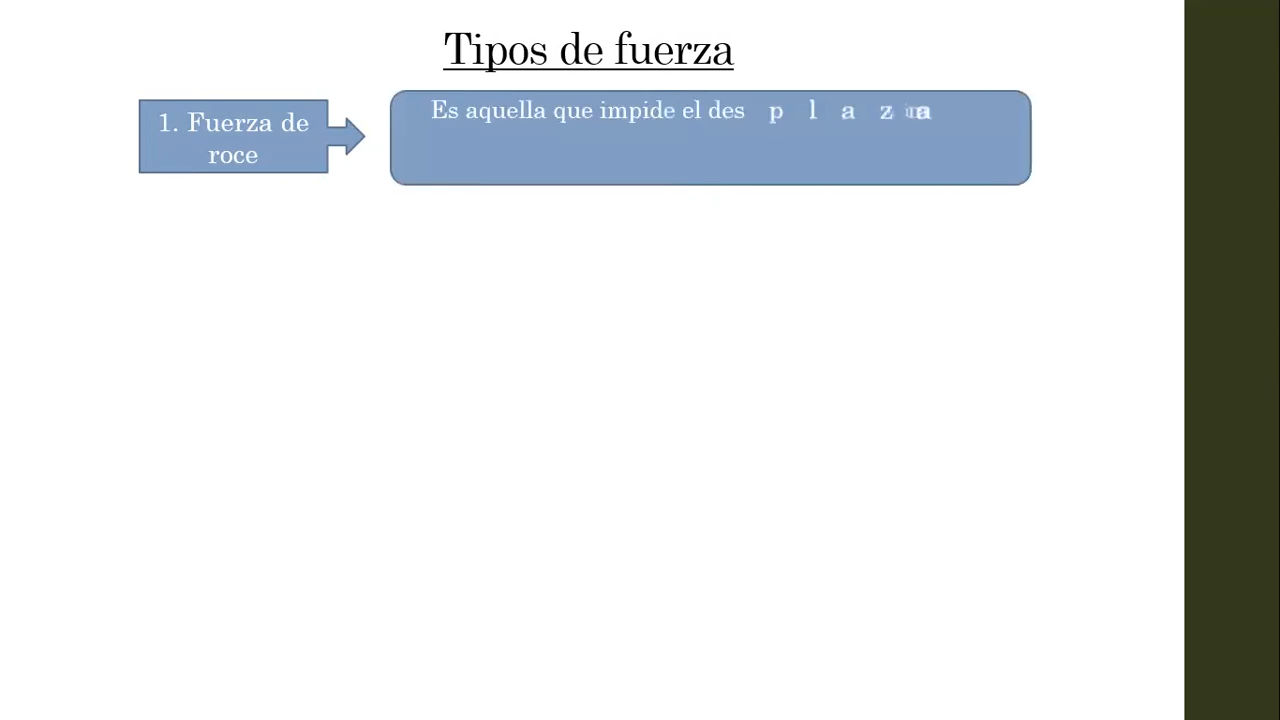 Tipos de fuerza
1. Fuerza de
roce
Es aquella que impide el des p l a z a